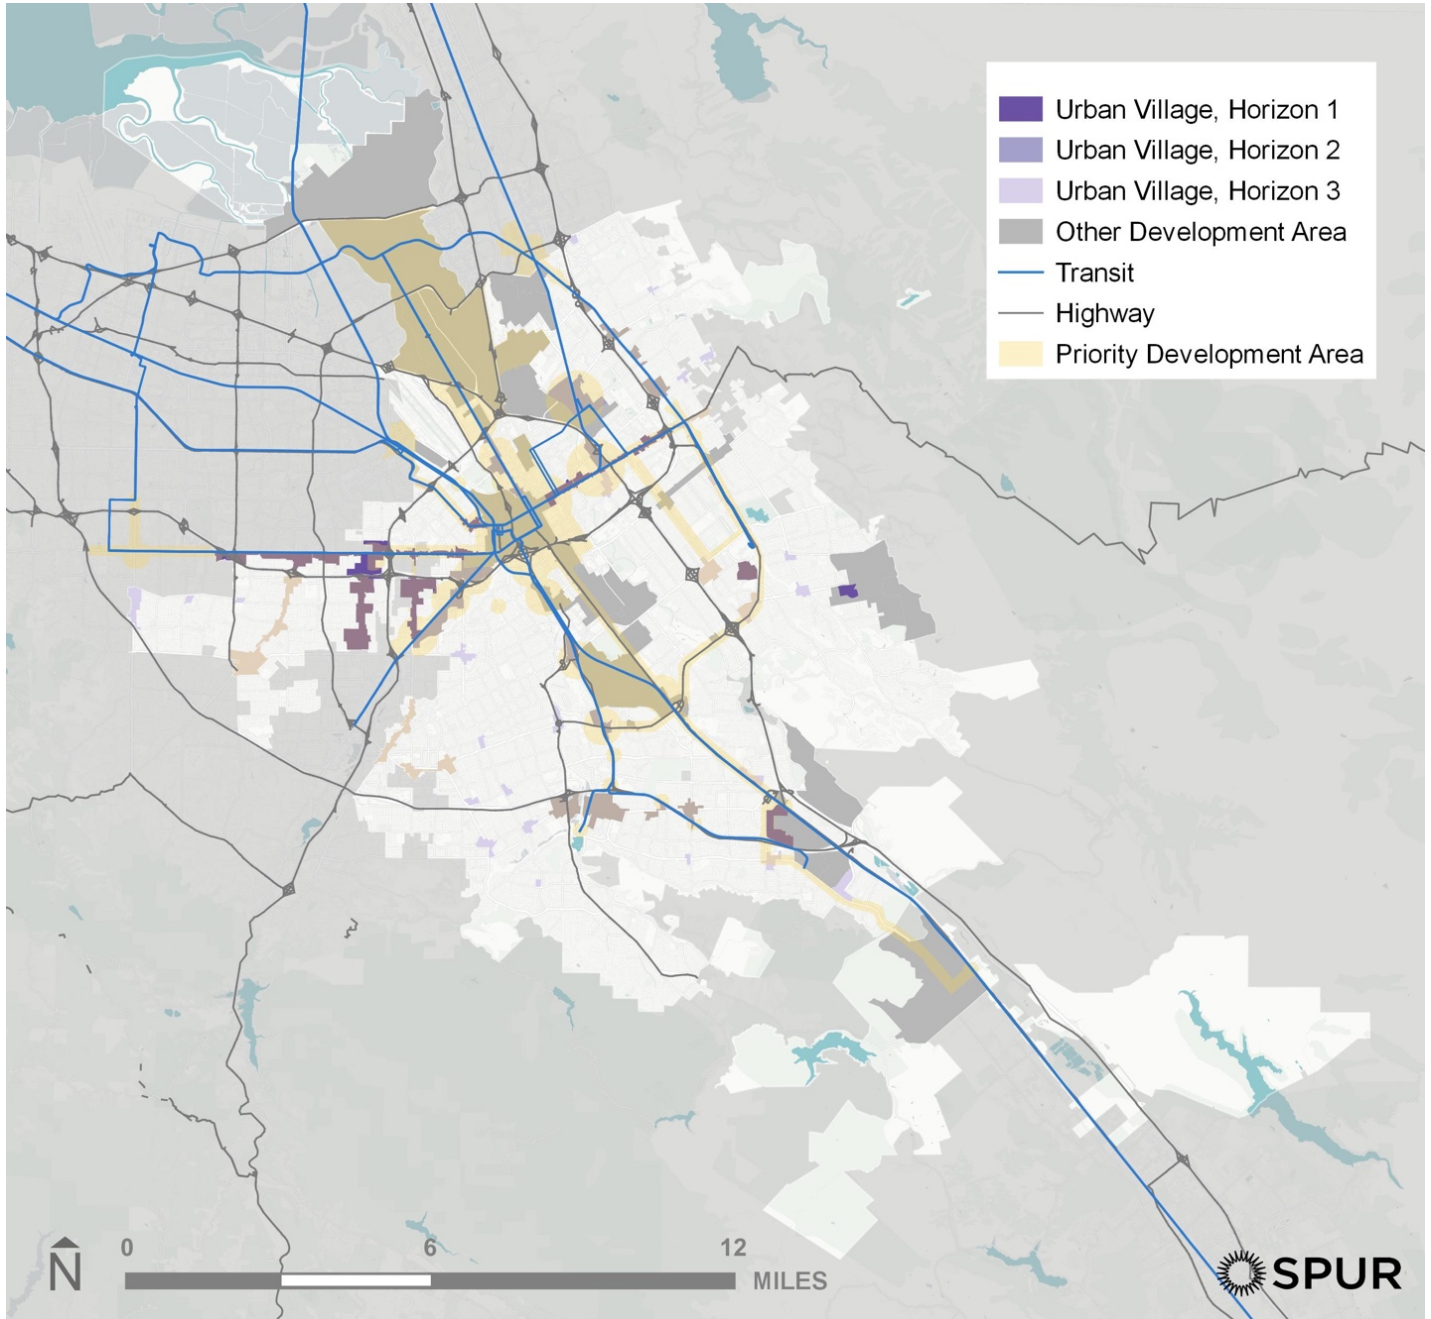 Urban Village, Horizon 1
Urban Village, Horizon 2
Urban Village, Horizon 3
Other Development Area
Transit
Highway
Priority Development Area
N
0 6 12
MILES
SPUR